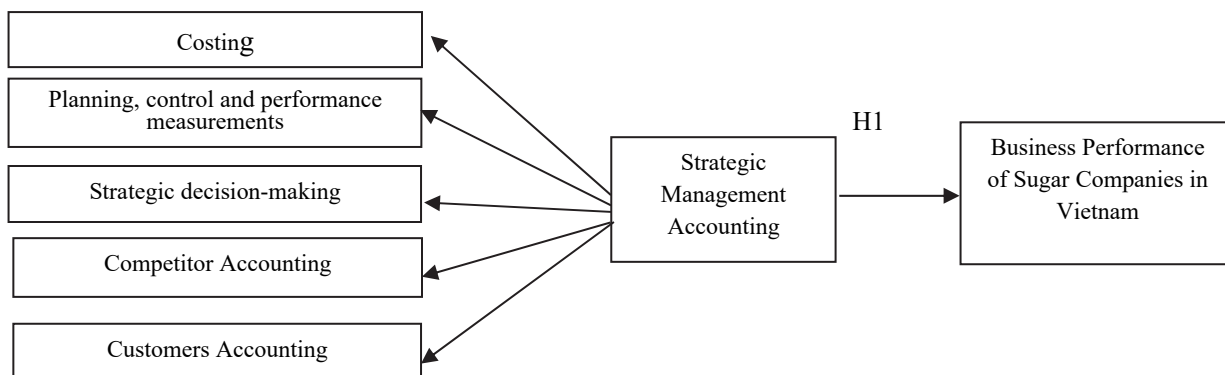 Costing
Planning, control and performance
measurements
Strategic decision-making
Competitor Accounting
Customers Accounting
Strategic
Management
Accounting
H1
Business Performance
of Sugar Companies in
Vietnam